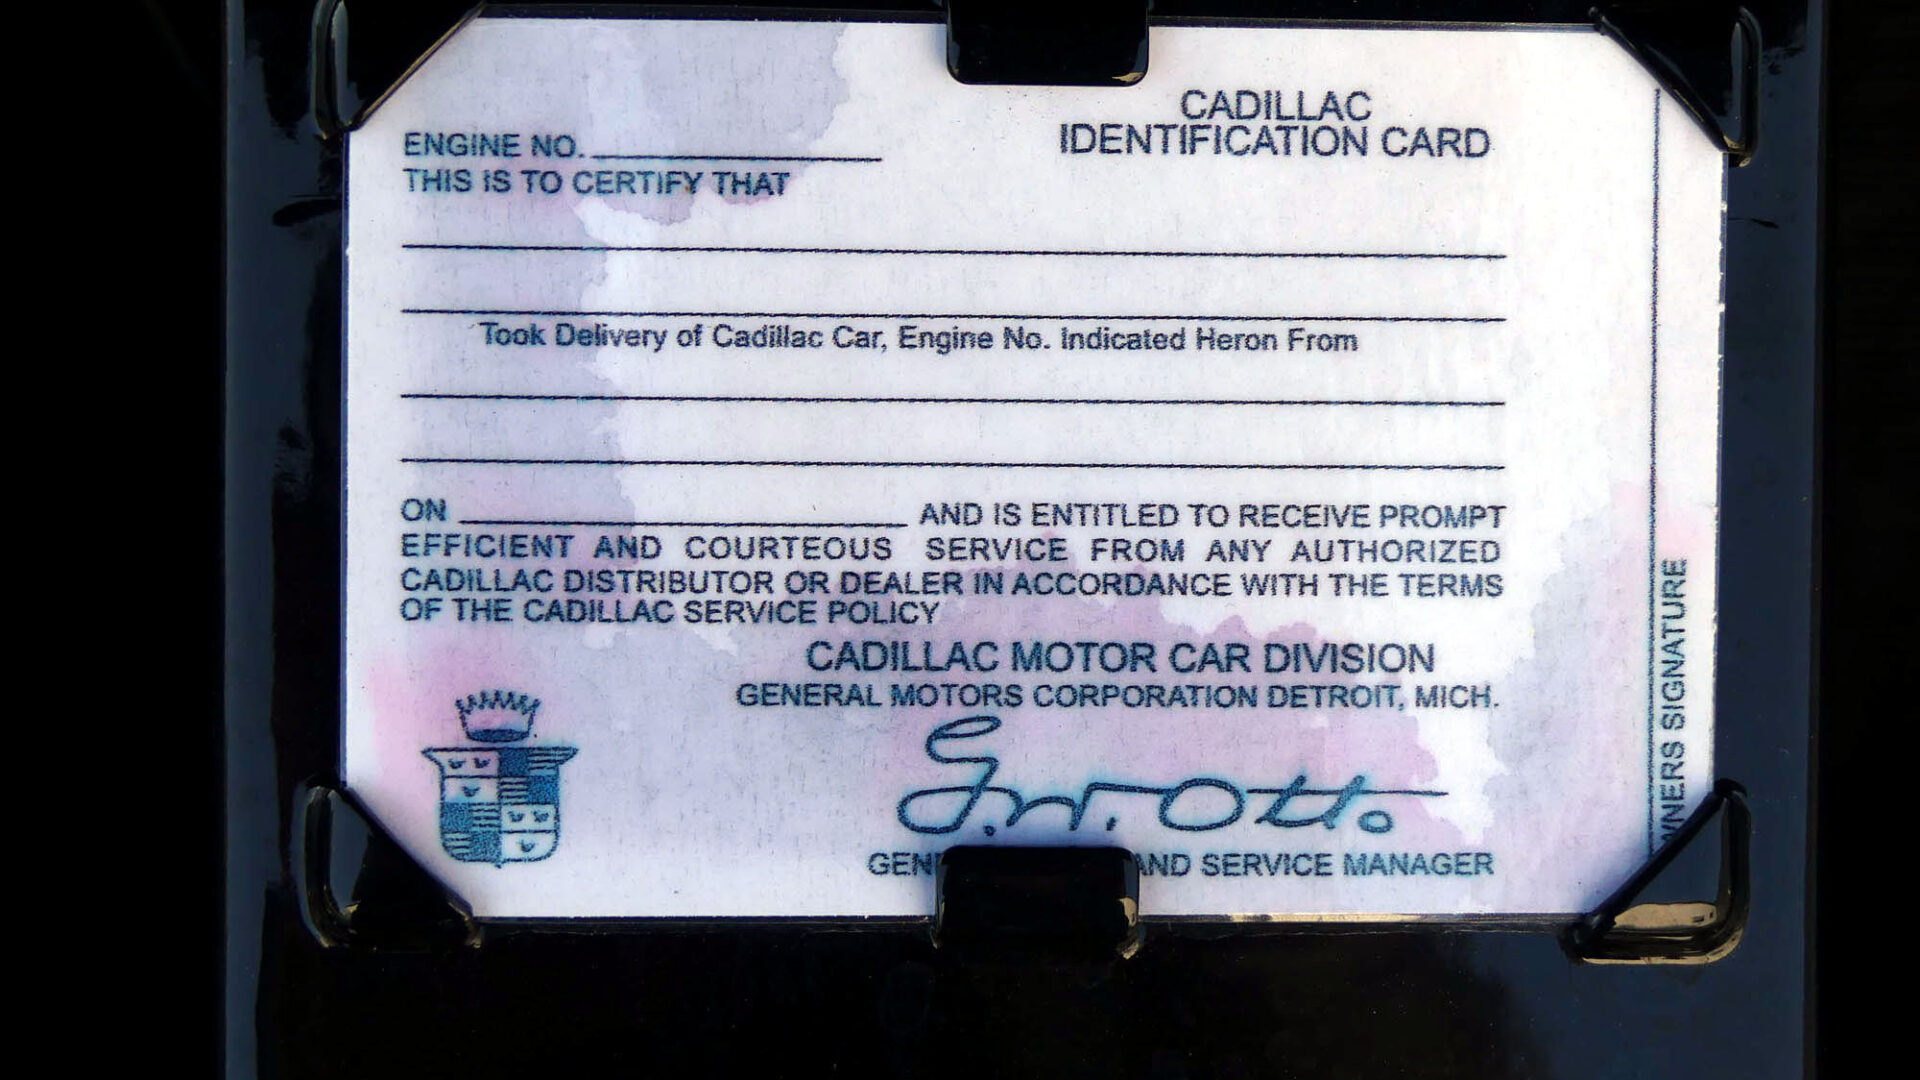 CADILLAC
IDENTIFICATION CARD
ENGINE NO.
THIS IS TO CERTIFY THAT
Took Delivery of Cadillac Car, Engine No. Indicated Heron From
ON AND IS ENTITLED TO RECEIVE PROMPT
EFFICIENT AND COURTEOUS SERVICE FROM ANY AUTHORIZED
CADILLAC DISTRIBUTOR OR DEALER IN ACCORDANCE WITH THE TERMS
OF THE CADILLAC SERVICE POLICY
CADILLAC MOTOR CAR DIVISION
GENERAL MOTORS CORPORATION DETROIT, MICH.
G.W. Otto
AND SERVICE MANAGER
SIGNATURE